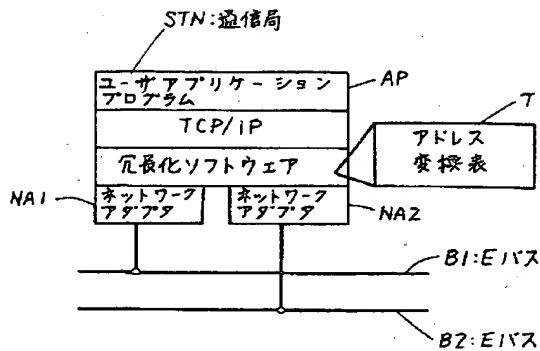 STN:通信局
ユーザアプリケーション
プログラム
AP
TCP/iP
T
アドレス
変換表
冗長化ソフトウェア
NA1
ネットワーク
アダプタ
ネットワーク
アダプタ
NA2
B1:Eバス
B2:Eバス